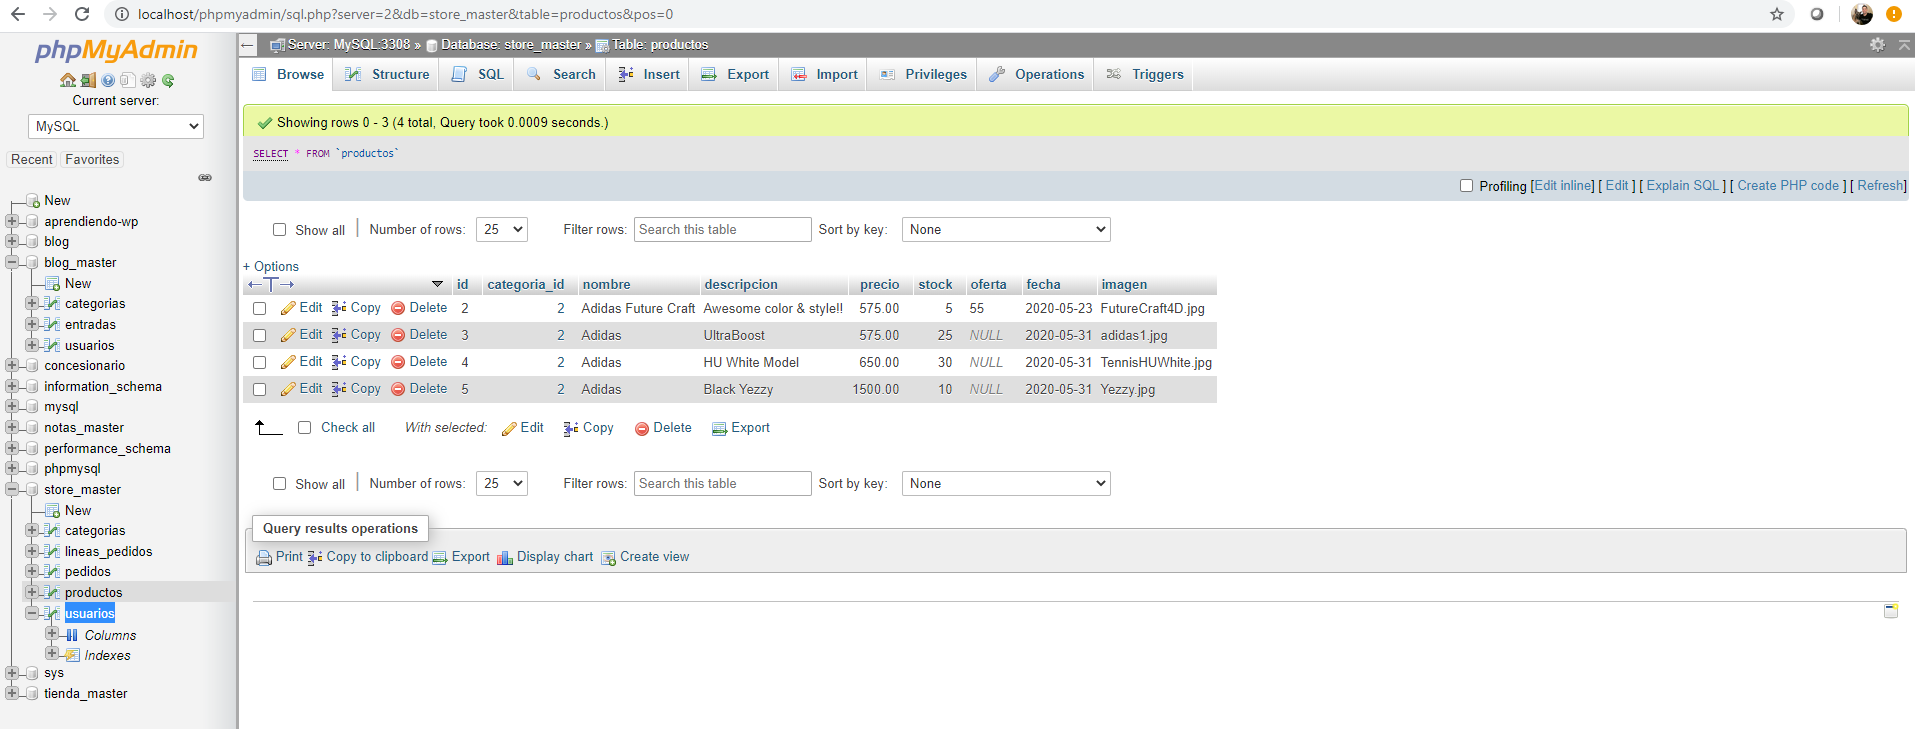 localhost/phpmyadmin/sql.php?server=2&db=store_master&table=productos&pos=0
phpMyAdmin
Current server:
MySQL
Recent Favorites
New
aprendiendo-wp
blog
blog_master
New
categorias
entradas
usuarios
concesionario
information_schema
mysql
notas_master
performance_schema
phpmysql
store_master
New
categorias
lineas_pedidos
pedidos
productos
usuarios
Columns
Indexes
sys
tienda_master
Server: MySQL:3308 » Database: store_master » Table: productos
Browse Structure SQL Search Insert Export Import Privileges Operations Triggers
Showing rows 0 - 3 (4 total, Query took 0.0009 seconds.)
SELECT * FROM `productos`
Profiling [Edit inline] [ Edit ] [ Explain SQL ] [ Create PHP code ] [ Refresh]
Show all Number of rows: 25 Filter rows: Search this table Sort by key: None
+ Options
id categoria_id nombre descripcion precio stock oferta fecha imagen
Edit Copy Delete 2 2 Adidas Future Craft Awesome color & style!! 575.00 5 55 2020-05-23 FutureCraft4D.jpg
Edit Copy Delete 3 2 Adidas UltraBoost 575.00 25 NULL 2020-05-31 adidas1.jpg
Edit Copy Delete 4 2 Adidas HU White Model 650.00 30 NULL 2020-05-31 TennisHUWhite.jpg
Edit Copy Delete 5 2 Adidas Black Yezzy 1500.00 10 NULL 2020-05-31 Yezzy.jpg
Check all With selected: Edit Copy Delete Export
Show all Number of rows: 25 Filter rows: Search this table Sort by key: None
Query results operations
Print Copy to clipboard Export Display chart Create view